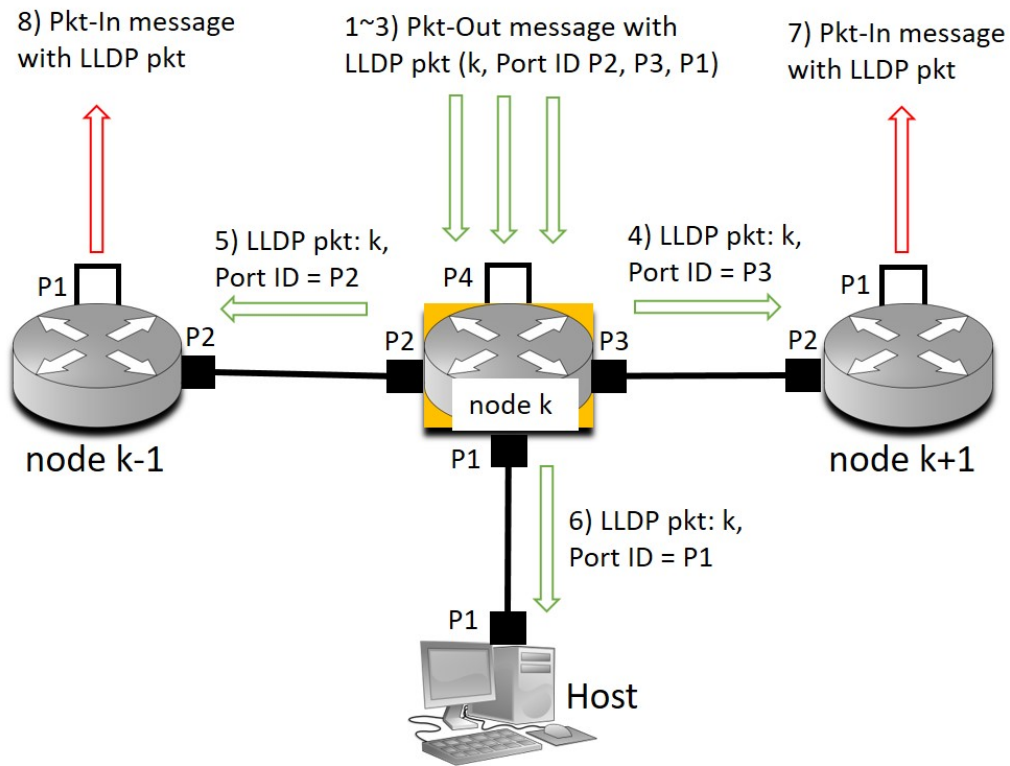 8) Pkt-In message
with LLDP pkt
1~3) Pkt-Out message with
LLDP pkt (k, Port ID P2, P3, P1)
7) Pkt-In message
with LLDP pkt
5) LLDP pkt: k,
Port ID = P2
4) LLDP pkt: k,
Port ID = P3
P1
P4
P1
P2
P2
P3
P2
node k
node k-1
node k+1
P1
6) LLDP pkt: k,
Port ID = P1
P1
Host